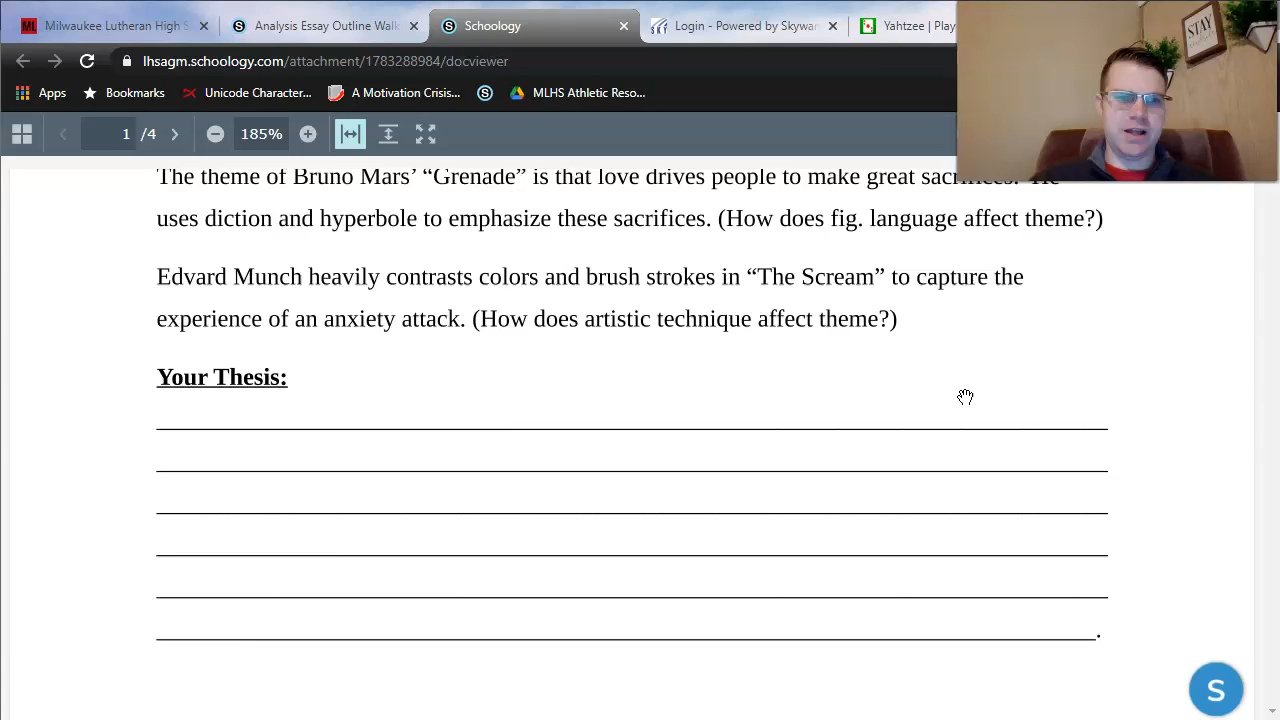 Milwaukee Lutheran High S
Analysis Essay Outline Walk
Schoology
Login - Powered by Skywar
Yahtzee | Play
lhsagm.schoology.com/attachment/1783288984/docviewer
Apps
Bookmarks
Unicode Character...
A Motivation Crisis...
MLHS Athletic Reso...
1 /4
185%
STAY
The theme of Bruno Mars’ “Grenade” is that love drives people to make great sacrifices. He
uses diction and hyperbole to emphasize these sacrifices. (How does fig. language affect theme?)
Edvard Munch heavily contrasts colors and brush strokes in “The Scream” to capture the
experience of an anxiety attack. (How does artistic technique affect theme?)
Your Thesis:
S